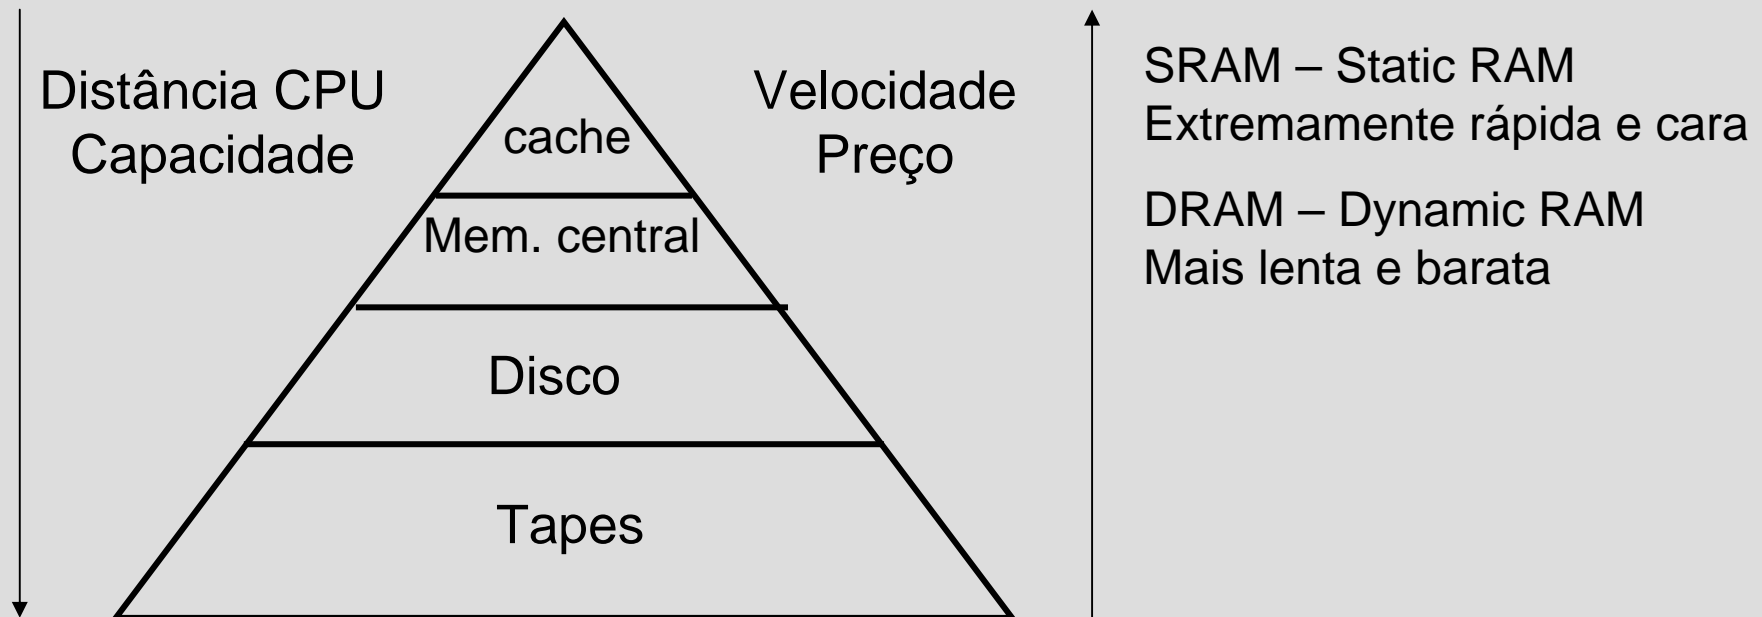 Distância CPU
Capacidade
cache
Mem. central
Disco
Tapes
Velocidade
Preço
SRAM – Static RAM
Extremamente rápida e cara
DRAM – Dynamic RAM
Mais lenta e barata